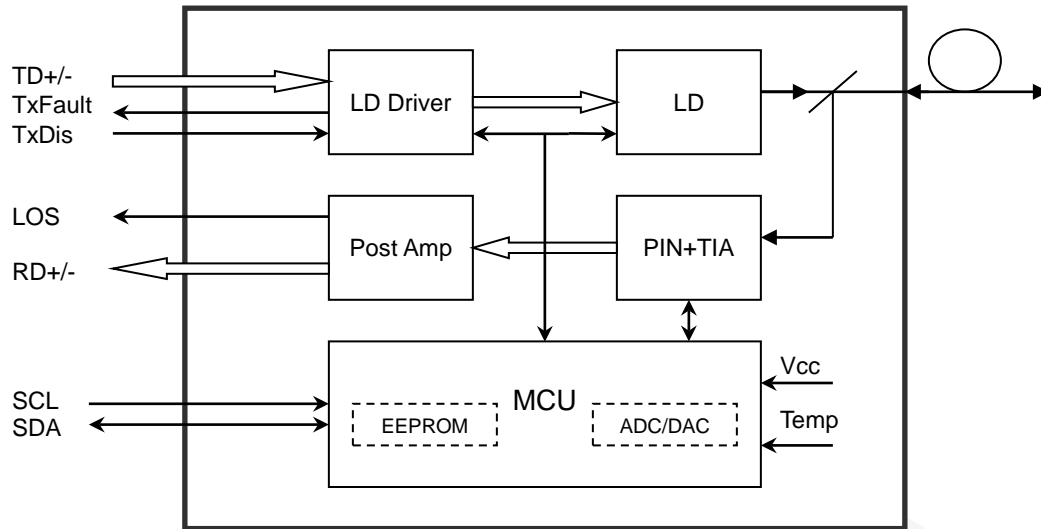 TD+/-
TxFault
TxDis
LD Driver
LD
LOS
RD+/-
Post Amp
PIN+TIA
SCL
SDA
MCU
EEPROM
ADC/DAC
Vcc
Temp